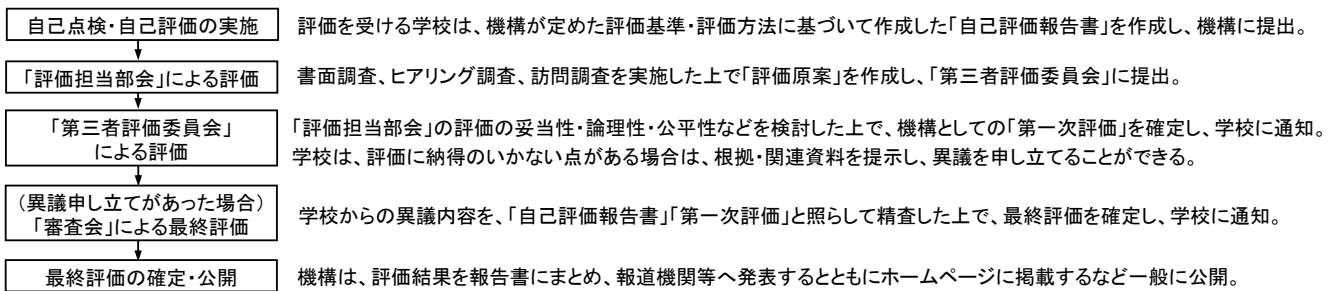 自己点検・自己評価の実施
評価を受ける学校は、機構が定めた評価基準・評価方法に基づいて作成した「自己評価報告書」を作成し、機構に提出。
「評価担当部会」による評価
書面調査、ヒアリング調査、訪問調査を実施した上で「評価原案」を作成し、「第三者評価委員会」に提出。
「第三者評価委員会」
による評価
「評価担当部会」の評価の妥当性・論理性・公平性などを検討した上で、機構としての「第一次評価」を確定し、学校に通知。
学校は、評価に納得のいかない点がある場合は、根拠・関連資料を提示し、異議を申し立てることができる。
（異議申し立てがあった場合）
「審査会」による最終評価
学校からの異議内容を、「自己評価報告書」「第一次評価」と照らして精査した上で、最終評価を確定し、学校に通知。
最終評価の確定・公開
機構は、評価結果を報告書にまとめ、報道機関等へ発表するとともにホームページに掲載するなど一般に公開。